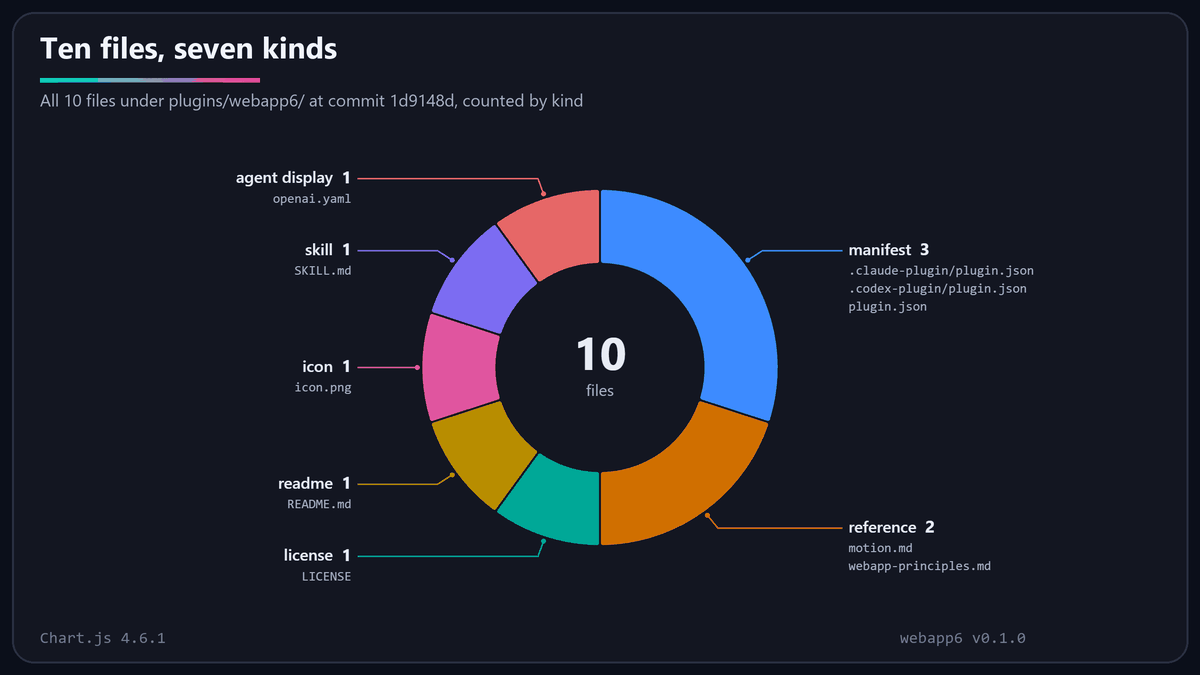 Ten files, seven kinds
All 10 files under plugins/webapp6/ at commit 1d9148d, counted by kind
agent display 1
openai.yaml
skill 1
SKILL.md
icon 1
icon.png
readme 1
README.md
license 1
LICENSE
10
files
manifest 3
.claude-plugin/plugin.json
.codex-plugin/plugin.json
plugin.json
reference 2
motion.md
webapp-principles.md
Chart.js 4.6.1
webapp6 v0.1.0